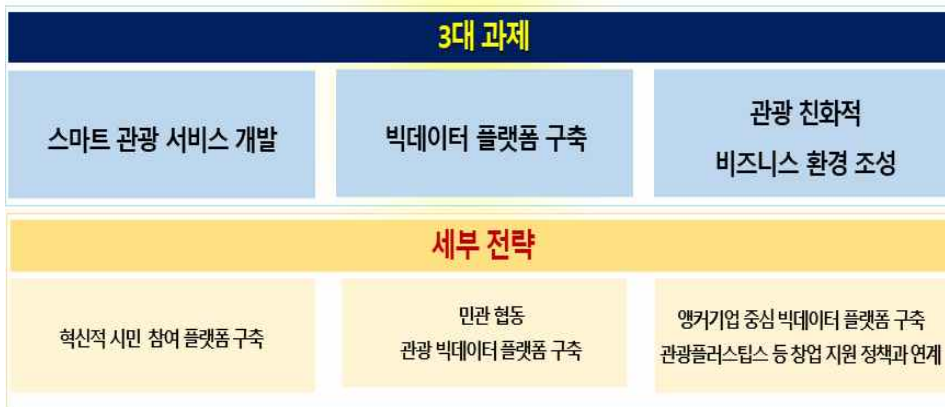 3대 과제
스마트 관광 서비스 개발
빅데이터 플랫폼 구축
관광 친화적
비즈니스 환경 조성
세부 전략
혁신적 시민 참여 플랫폼 구축
민관 협동
관광 빅데이터 플랫폼 구축
앵커기업 중심 빅데이터 플랫폼 구축
관광플러스팁스 등 창업 지원 정책과 연계